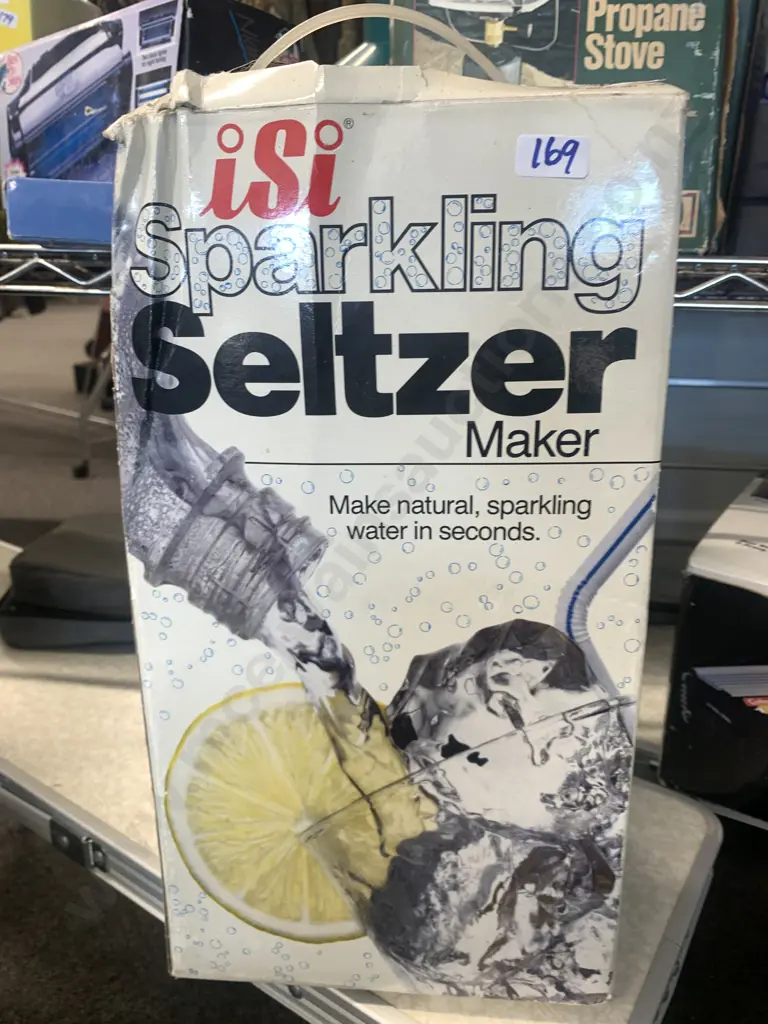 Propane
Stove
169
iSi®
Sparkling
Seltzer
Maker
Make natural, sparkling
water in seconds.